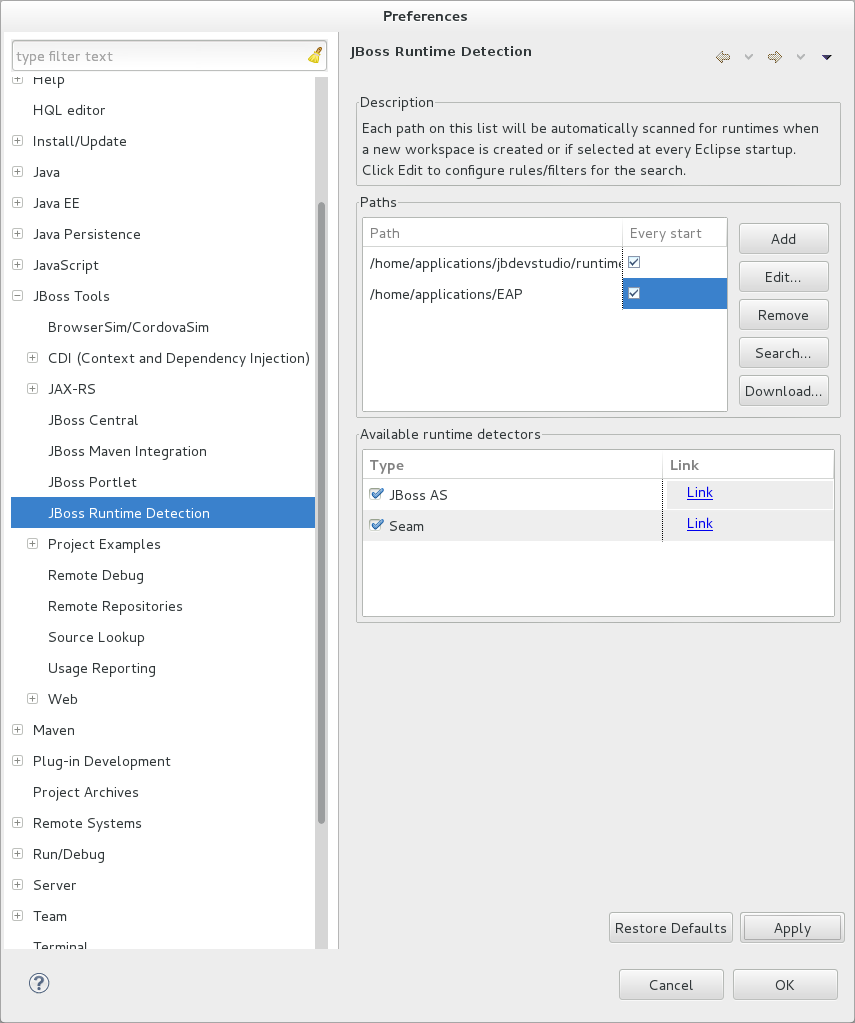 Preferences
type filter text
Help
HQL editor
Install/Update
Java
Java EE
Java Persistence
JavaScript
JBoss Tools
BrowserSim/CordovaSim
CDI (Context and Dependency Injection)
JAX-RS
JBoss Central
JBoss Maven Integration
JBoss Portlet
JBoss Runtime Detection
Project Examples
Remote Debug
Remote Repositories
Source Lookup
Usage Reporting
Web
Maven
Plug-in Development
Project Archives
Remote Systems
Run/Debug
Server
Team
Terminal
JBoss Runtime Detection
Description
Each path on this list will be automatically scanned for runtimes when
a new workspace is created or if selected at every Eclipse startup.
Click Edit to configure rules/filters for the search.
Paths
Path Every start
/home/applications/jbdevstudio/runtime
/home/applications/EAP
Add
Edit...
Remove
Search...
Download...
Available runtime detectors
Type Link
JBoss AS Link
Seam Link
Restore Defaults Apply
? Cancel OK